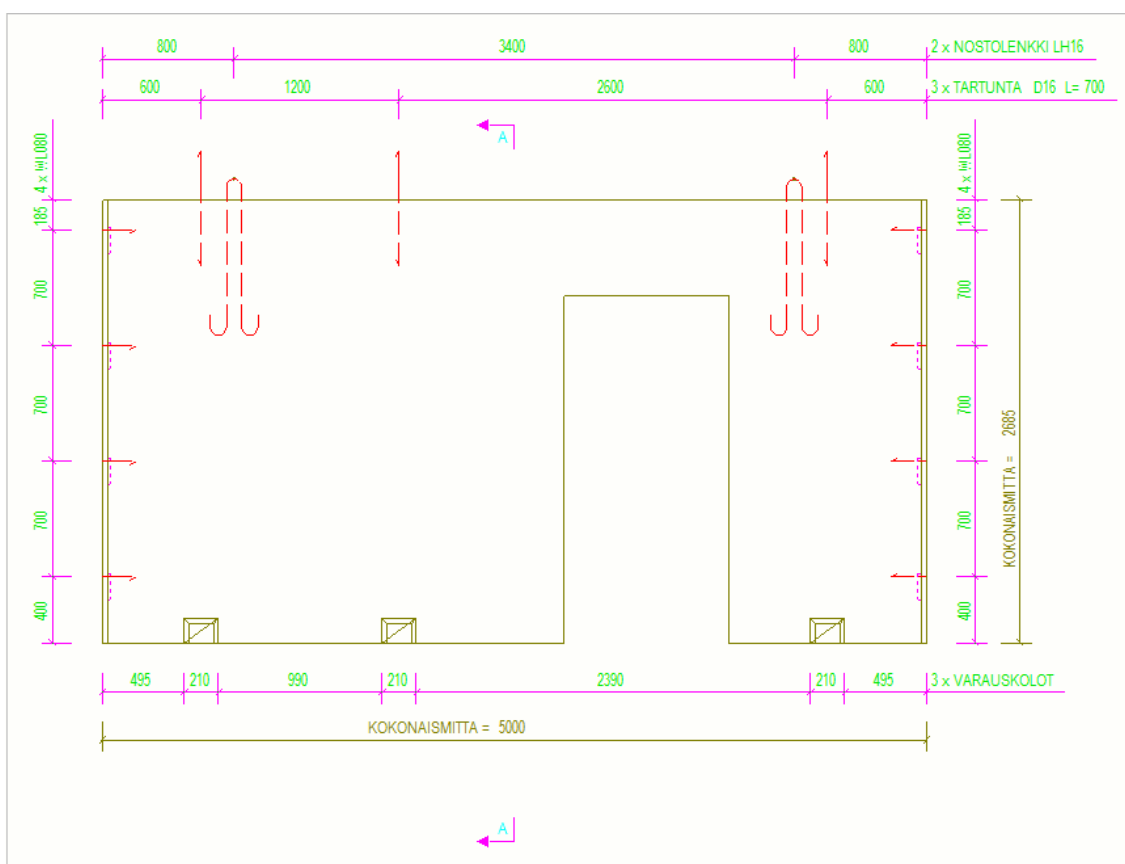 800 3400 800 2 x NOSTOLENKKI LH16
600 1200 2600 600 3 x TARTUNTA D16 L= 700
A
4 x ML080
185
700
700
700
400
4 x ML080
185
700
700
700
400
KOKONAISMITTA = 2685
495 210 990 210 2390 210 495 3 x VARAUSKOLOT
KOKONAISMITTA = 5000
A